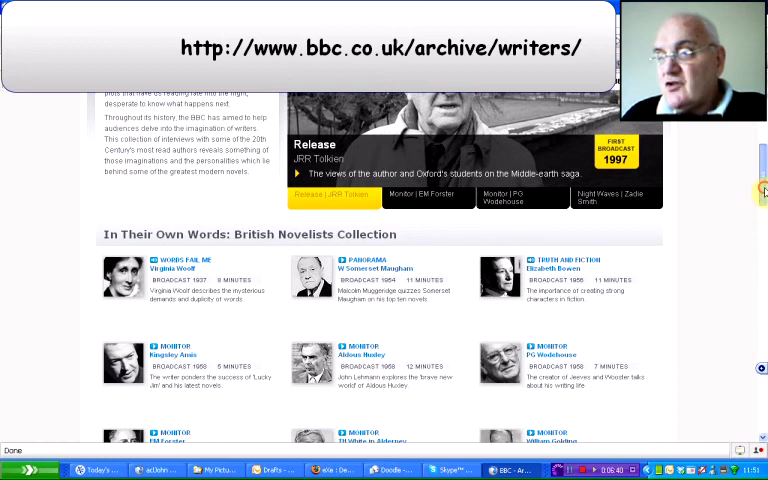 http://www.bbc.co.uk/archive/writers/
desperate to know what happens next.
Throughout its history, the BBC has aimed to help
audiences delve into the imagination of writers.
This collection of interviews with some of the 20th
Century's most read authors reveals something of
those imaginations and the personalities which lie
behind some of the greatest modern novels.
Release
JRR Tolkien
The views of the author and Oxford's students on the Middle-earth saga.
FIRST
BROADCAST
1997
Release | JRR Tolkien
Monitor | EM Forster
Monitor | PG
Wodehouse
Night Waves | Zadie
Smith
In Their Own Words: British Novelists Collection
WORDS FAIL ME
Virginia Woolf
BROADCAST 1937 8 MINUTES
Virginia Woolf describes the mysterious
demands and duplicity of words
PANORAMA
W Somerset Maugham
BROADCAST 1954 11 MINUTES
Malcolm Muggeridge quizzes Somerset
Maugham on his top ten novels
TRUTH AND FICTION
Elizabeth Bowen
BROADCAST 1956 11 MINUTES
The importance of creating strong
characters in fiction.
MONITOR
Kingsley Amis
BROADCAST 1958 5 MINUTES
The writer ponders the success of 'Lucky
Jim' and his latest novels.
MONITOR
Aldous Huxley
BROADCAST 1958 12 MINUTES
John Lehmann explores the 'brave new
world' of Aldous Huxley.
MONITOR
PG Wodehouse
BROADCAST 1958 7 MINUTES
The creator of Jeeves and Wooster talks
about his writing life
MONITOR
EM Forster
MONITOR
TH White in Alderney
MONITOR
William Golding
Done
Today's ...
aclJohn ...
My Pictu...
Drafts - ...
eXe : De...
Doodle -...
Skype™ ...
BBC - Ar...
0:06:40
11:51